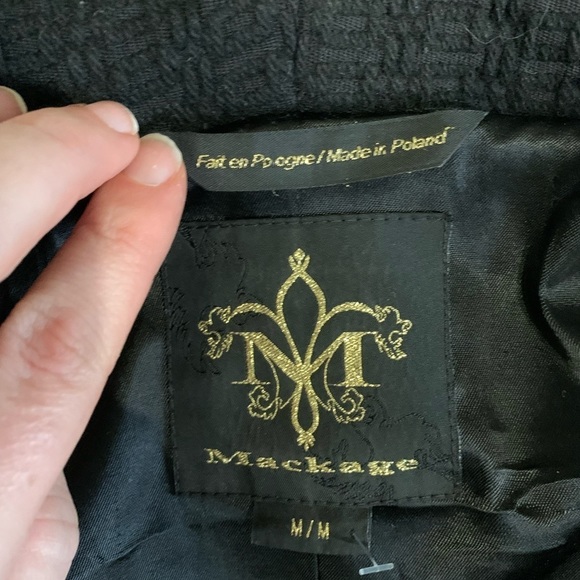 Fait en Pologne / Made in Poland
M
Mackage
M/M